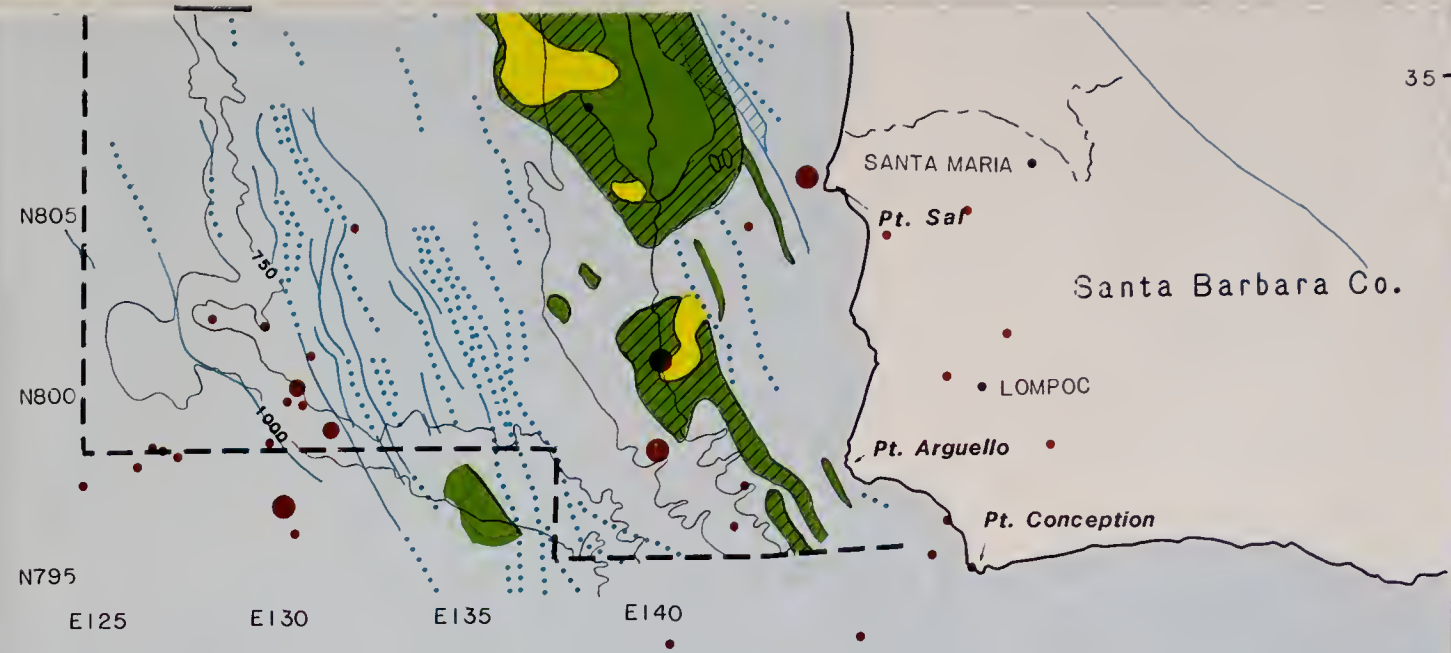 35
SANTA MARIA
N805
Pt. Sal
750
Santa Barbara Co.
N800
LOMPOC
1000
Pt. Arguello
Pt. Conception
N795
E125
E130
E135
E140